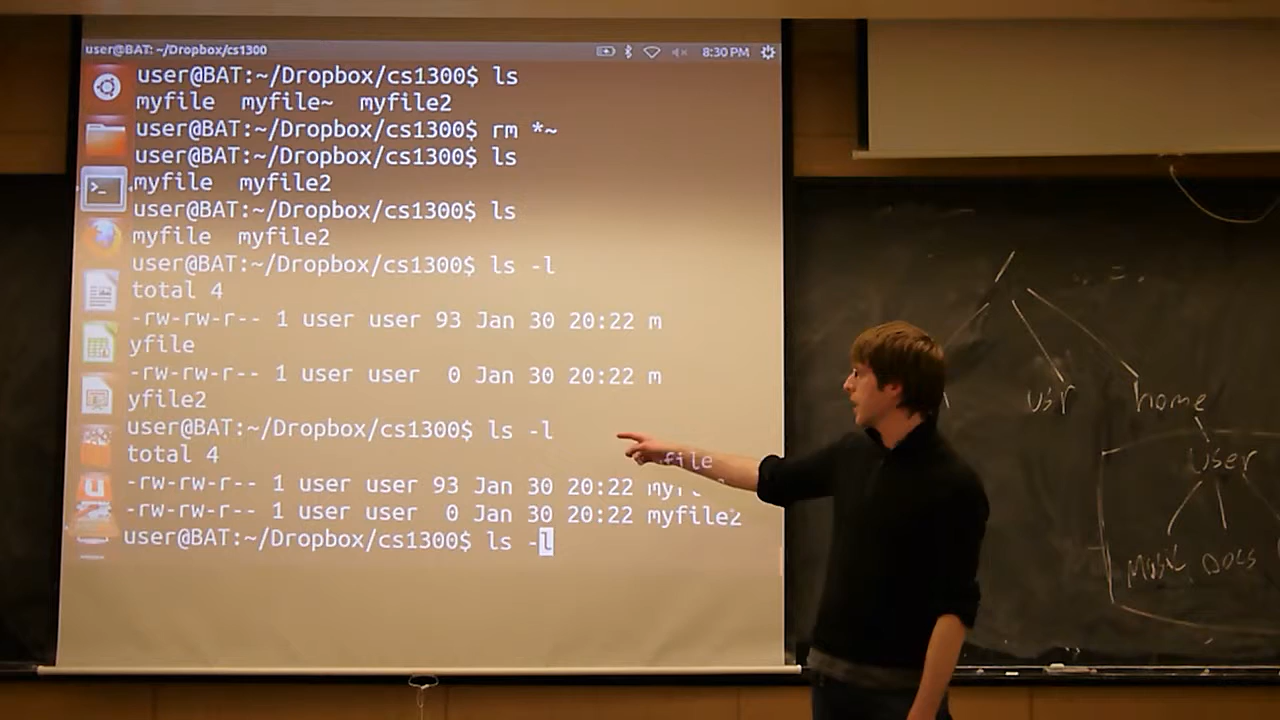 user@BAT: ~/Dropbox/cs1300
8:30 PM
user@BAT:~/Dropbox/cs1300$ ls
myfile myfile~ myfile2
user@BAT:~/Dropbox/cs1300$ rm *~
user@BAT:~/Dropbox/cs1300$ ls
myfile myfile2
user@BAT:~/Dropbox/cs1300$ ls
myfile myfile2
user@BAT:~/Dropbox/cs1300$ ls -l
total 4
-rw-rw-r-- 1 user user 93 Jan 30 20:22 m
yfile
-rw-rw-r-- 1 user user 0 Jan 30 20:22 m
yfile2
user@BAT:~/Dropbox/cs1300$ ls -l
total 4
-rw-rw-r-- 1 user user 93 Jan 30 20:22
-rw-rw-r-- 1 user user 0 Jan 30 20:22 myfile2
user@BAT:~/Dropbox/cs1300$ ls -l
usr
home
user
Music Docs